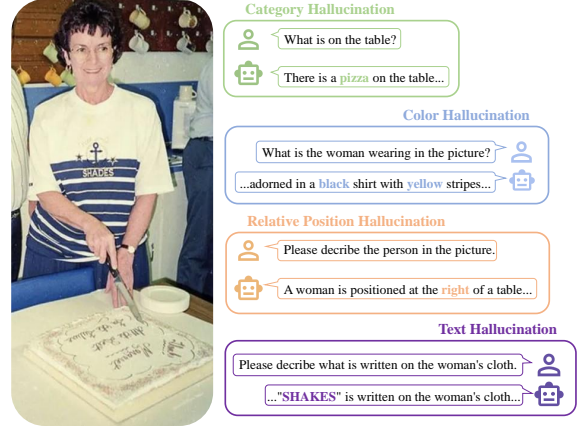 Category Hallucination
What is on the table?
There is a pizza on the table...
Color Hallucination
What is the woman wearing in the picture?
...adorned in a black shirt with yellow stripes...
Relative Position Hallucination
Please decribe the person in the picture.
A woman is positioned at the right of a table...
Text Hallucination
Please decribe what is written on the woman's cloth.
..."SHAKES" is written on the woman's cloth...
SHADES
All the Best